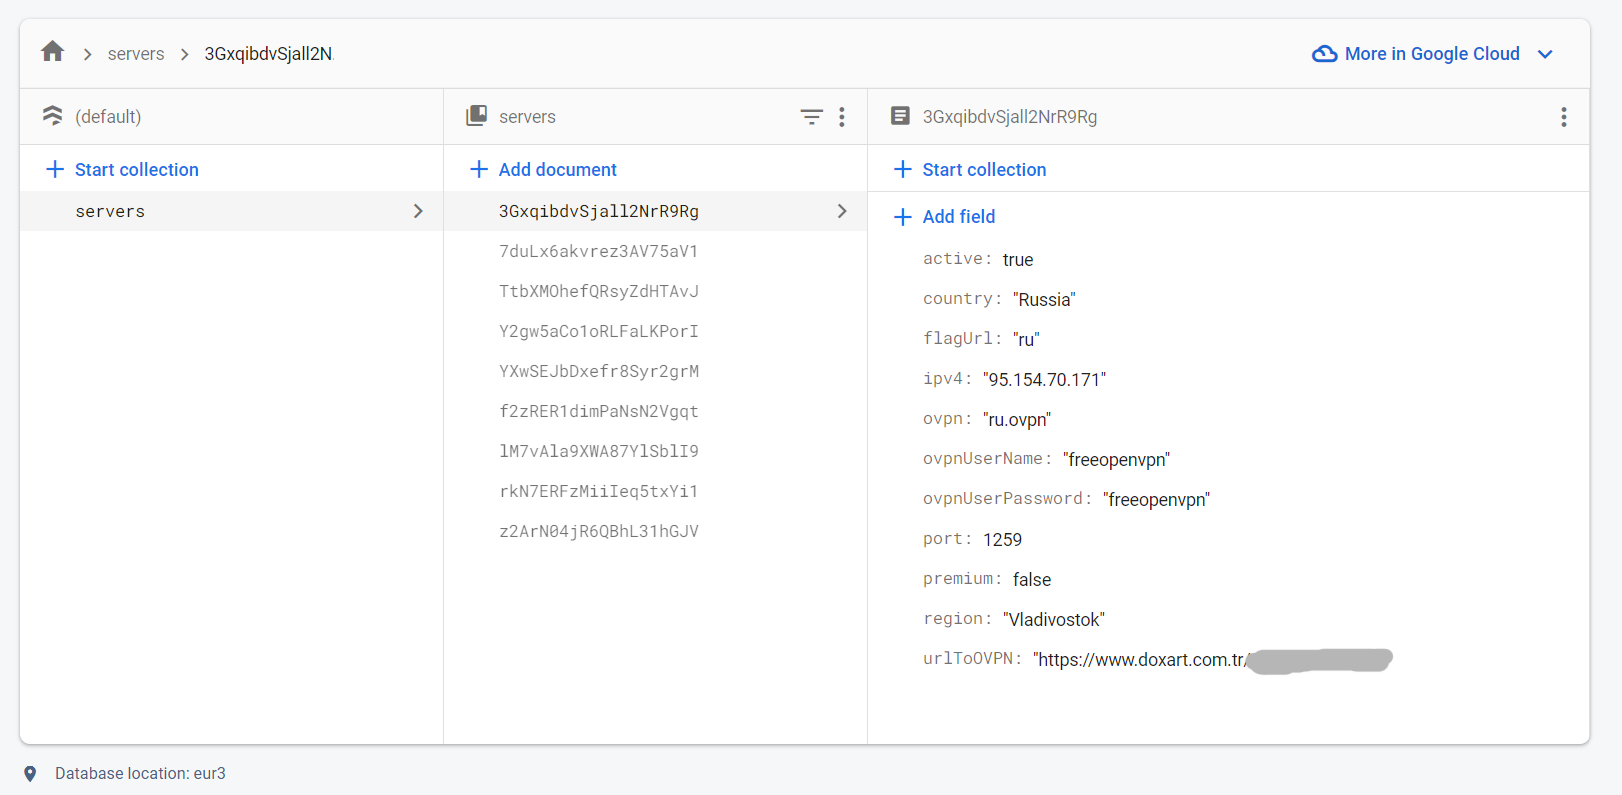 servers
3GxqibdvSjall2N
More in Google Cloud
(default)
servers
3GxqibdvSjall2NrR9Rg
Start collection
Add document
Start collection
servers
3GxqibdvSjall2NrR9Rg
7duLx6akvrez3AV75aV1
TtbXMOhefQRsyZdHTAvJ
Y2gw5aCo1oRLFaLKPorI
YXwSEJbDxefr8Syr2grM
f2zRER1dimPaNsN2Vgqt
lM7vAla9XWA87YlSblI9
rkN7ERFzMiiIeq5txYi1
z2ArN04jR6QBhL31hGJV
Add field
active: true
country: "Russia"
flagUrl: "ru"
ipv4: "95.154.70.171"
ovpn: "ru.ovpn"
ovpnUserName: "freeopenvpn"
ovpnUserPassword: "freeopenvpn"
port: 1259
premium: false
region: "Vladivostok"
urlToOVPN: "https://www.doxart.com.tr/
Database location: eur3